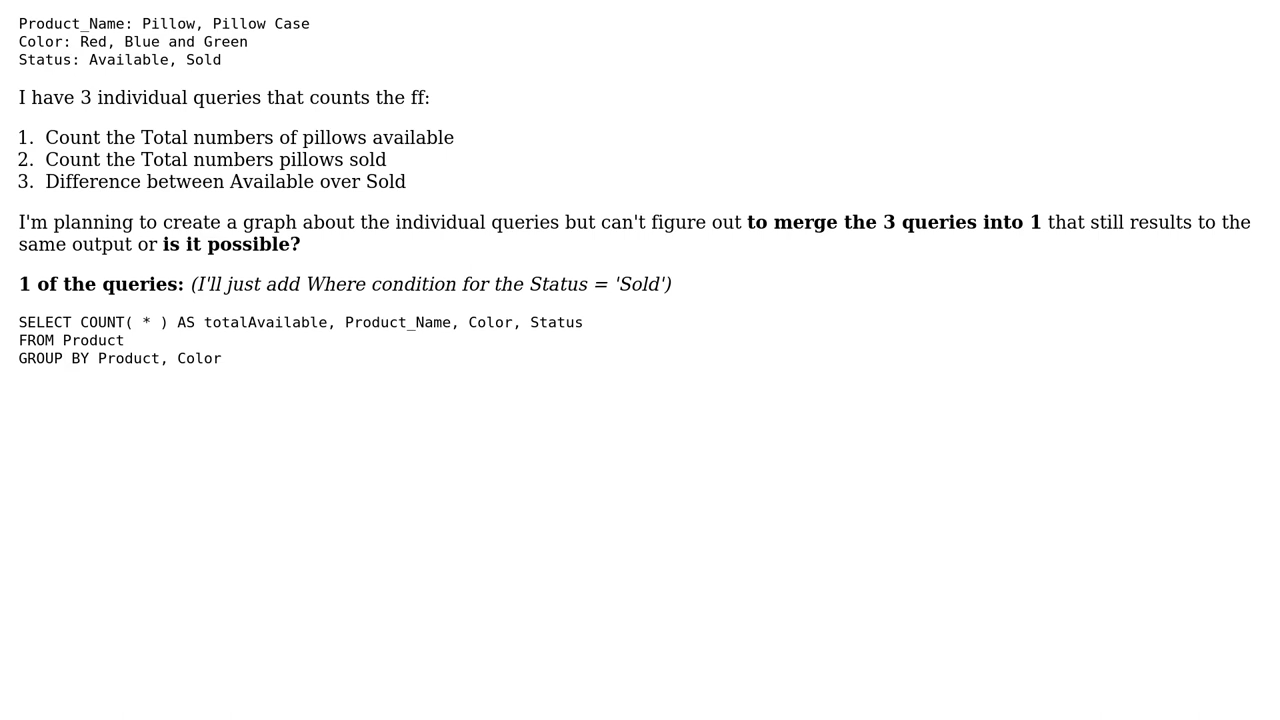 Product_Name: Pillow, Pillow Case
Color: Red, Blue and Green
Status: Available, Sold
I have 3 individual queries that counts the ff:
1. Count the Total numbers of pillows available
2. Count the Total numbers pillows sold
3. Difference between Available over Sold
I'm planning to create a graph about the individual queries but can't figure out to merge the 3 queries into 1 that still results to the
same output or is it possible?
1 of the queries: (I'll just add Where condition for the Status = 'Sold')
SELECT COUNT( * ) AS totalAvailable, Product_Name, Color, Status
FROM Product
GROUP BY Product, Color